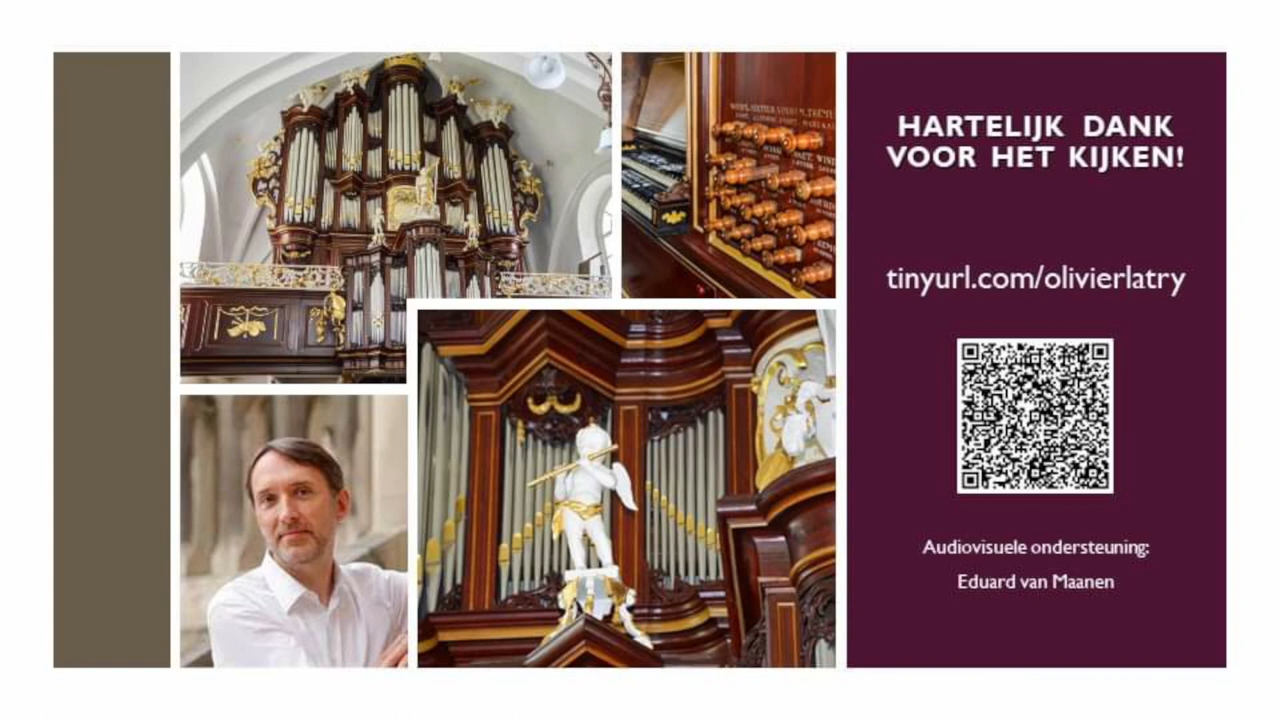 HARTELIJK DANK
VOOR HET KIJKEN!
tinyurl.com/olivierlatry
Audiovisuele ondersteuning:
Eduard van Maanen